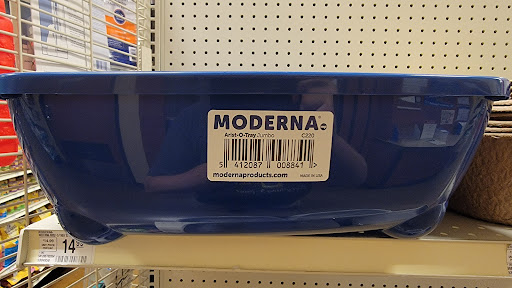 MODERNA
Arist-O-Tray Jumbo C220
5 412087 008841 >
modernaproducts.com MADE IN USA
14